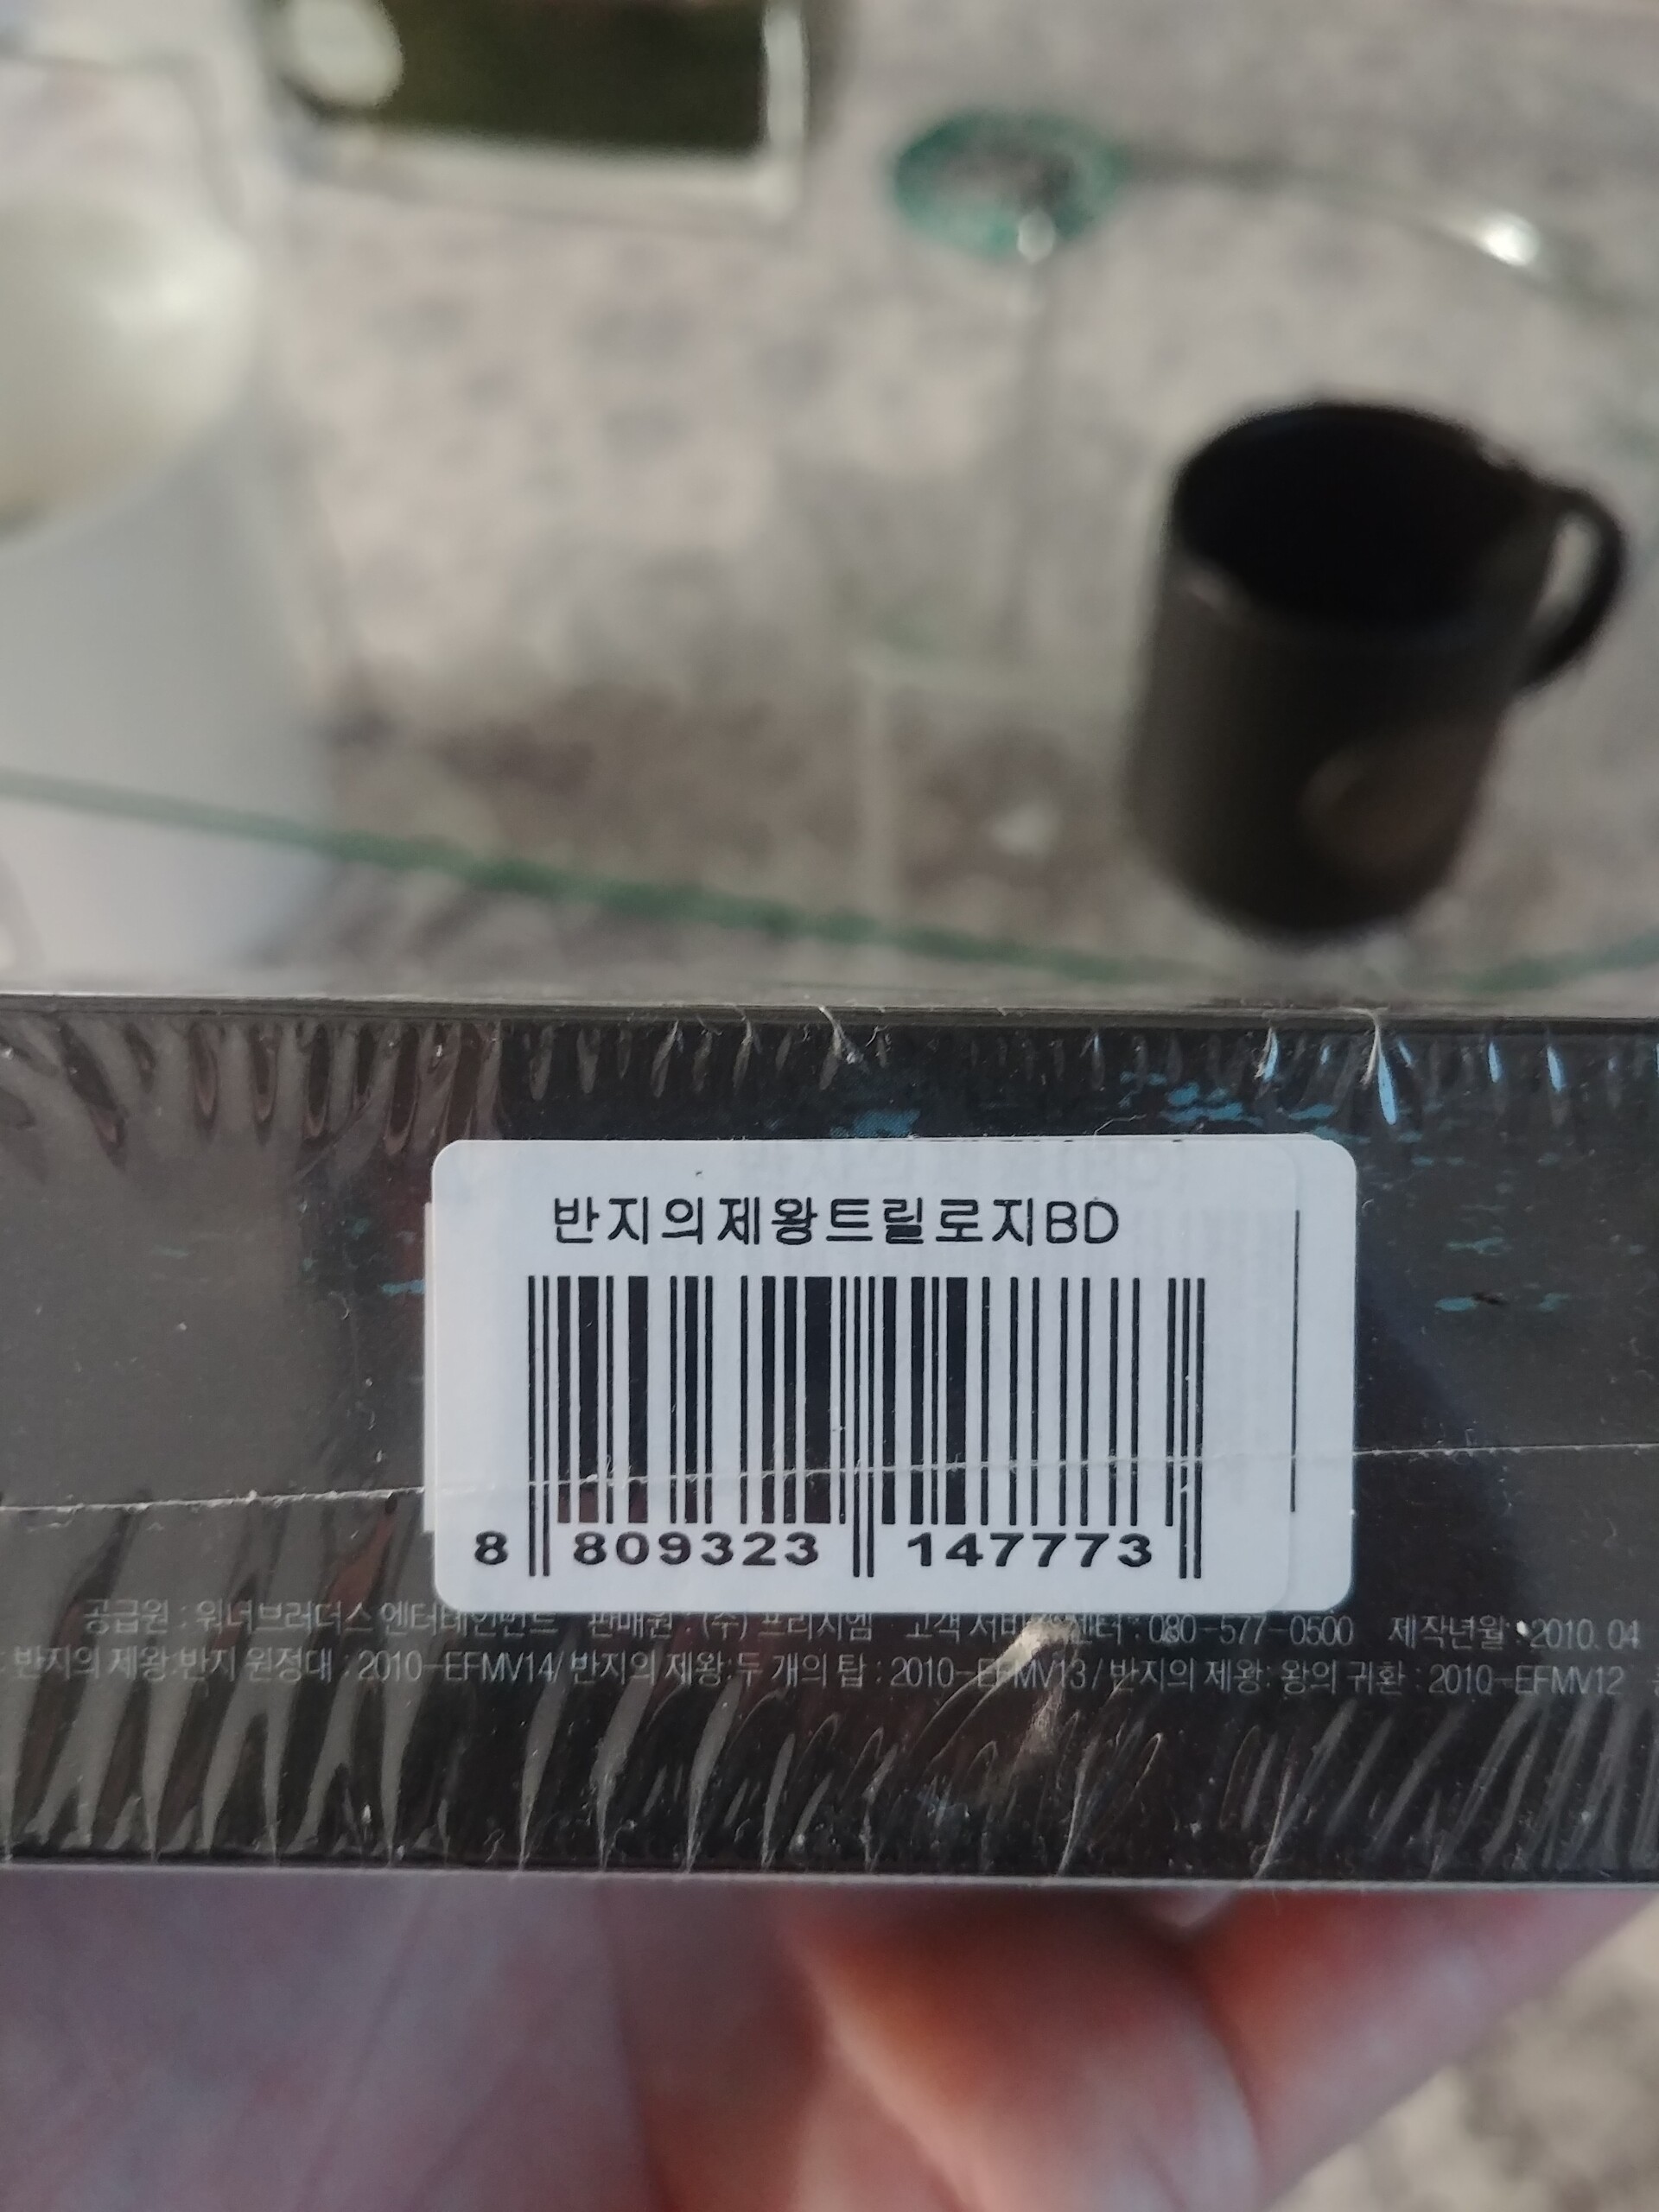 반지의제왕트릴로지BD
8 809323 147773
공급원 : 워너브러더스 엔터테인먼트 판매원 : (주) 프리지엠 고객 서비스 센터 : 080-577-0500 제작년월 : 2010. 04
반지의 제왕:반지 원정대 : 2010-EFMV14/ 반지의 제왕:두 개의 탑 : 2010-EFMV13 / 반지의 제왕: 왕의 귀환 : 2010-EFMV12